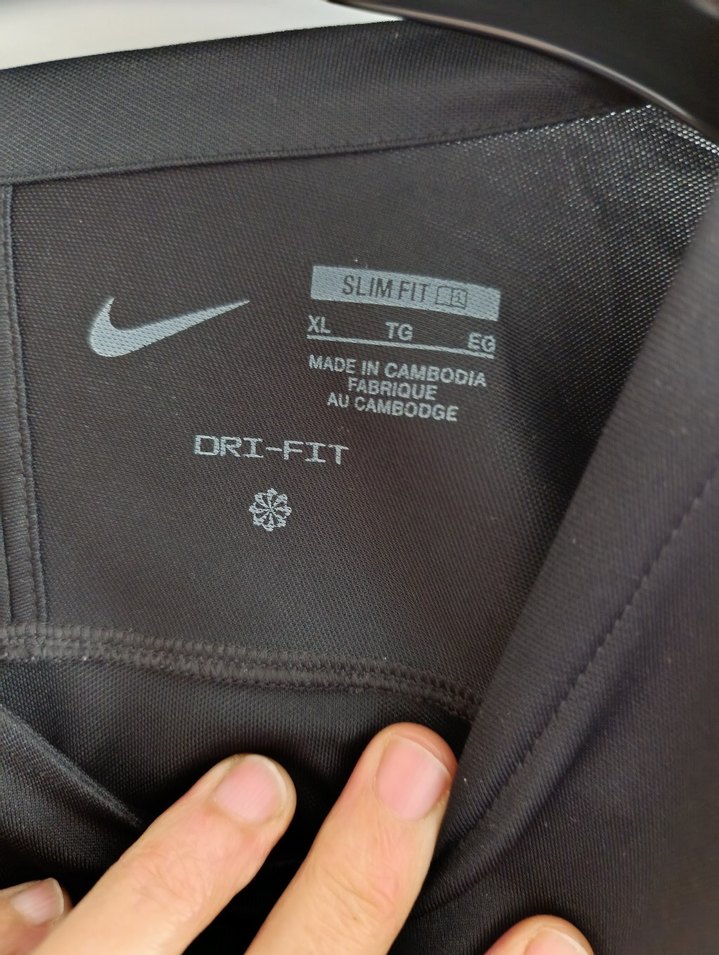 SLIM FIT
XL TG EG
MADE IN CAMBODIA
FABRIQUE
AU CAMBODGE
DRI-FIT